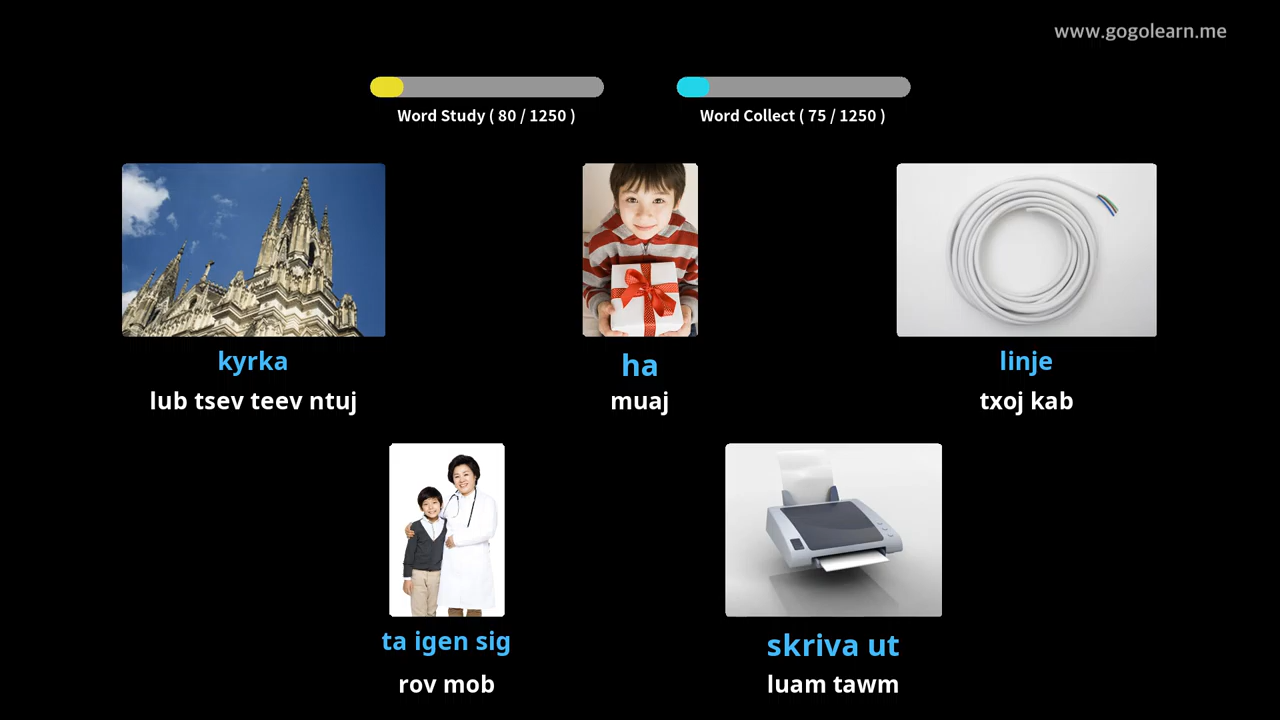 www.gogolearn.me
Word Study ( 80 / 1250 )
Word Collect ( 75 / 1250 )
kyrka
lub tsev teev ntuj
ha
muaj
linje
txoj kab
ta igen sig
rov mob
skriva ut
luam tawm